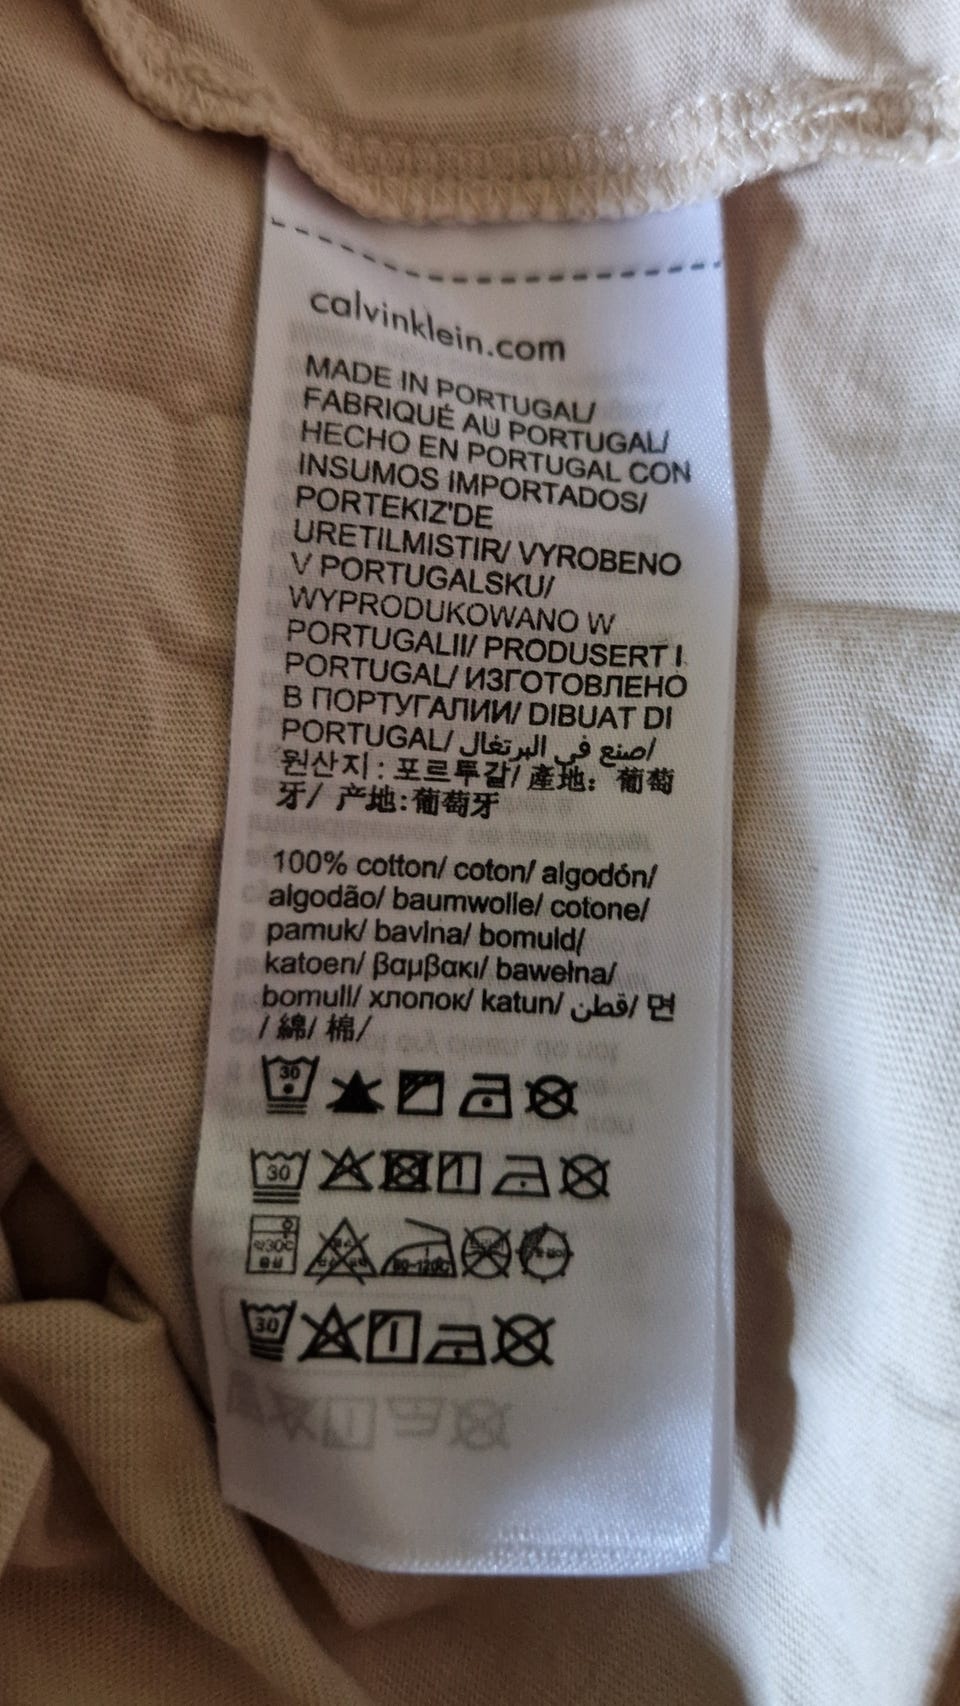 calvinklein.com
MADE IN PORTUGAL/
FABRIQUÉ AU PORTUGAL/
HECHO EN PORTUGAL CON
INSUMOS IMPORTADOS/
PORTEKIZ'DE
URETILMISTIR/ VYROBENO
V PORTUGALSKU/
WYPRODUKOWANO W
PORTUGALII/ PRODUSERT I
PORTUGAL/ ИЗГОТОВЛЕНО
В ПОРТУГАЛИИ/ DIBUAT DI
PORTUGAL/ صنع في البرتغال/
원산지: 포르투갈/ 產地: 葡萄
牙/ 产地:葡萄牙
100% cotton/ coton/ algodón/
algodão/ baumwolle/ cotone/
pamuk/ bavlna/ bomuld/
katoen/ βαμβακι/ bawełna/
bomull/ хлопок/ katun/ قطن/ 면
/ 綿/ 棉/
30
30
30